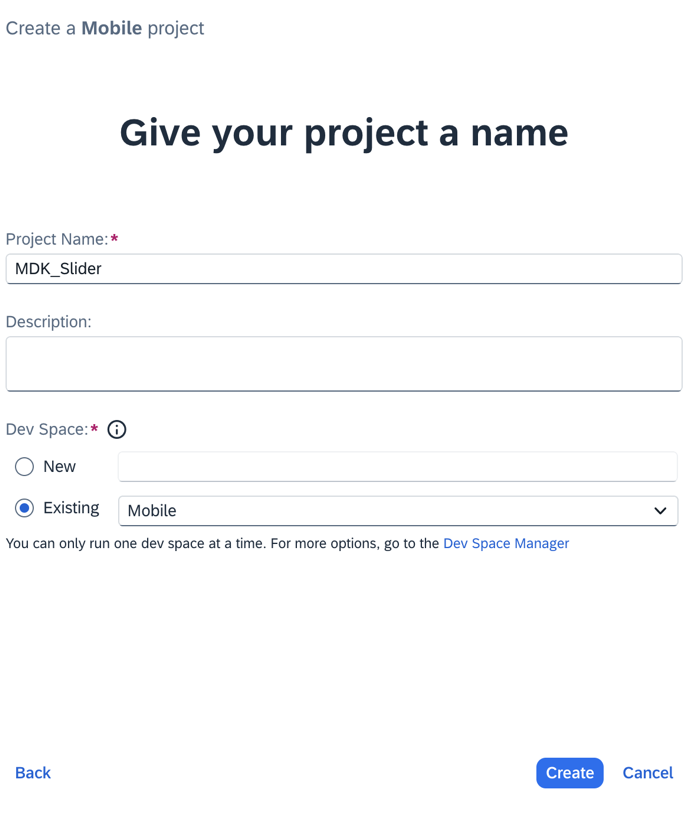 Create a Mobile project
Give your project a name
Project Name:*
MDK_Slider
Description:
Dev Space:*
New
Existing
Mobile
You can only run one dev space at a time. For more options, go to the Dev Space Manager
Back
Create
Cancel